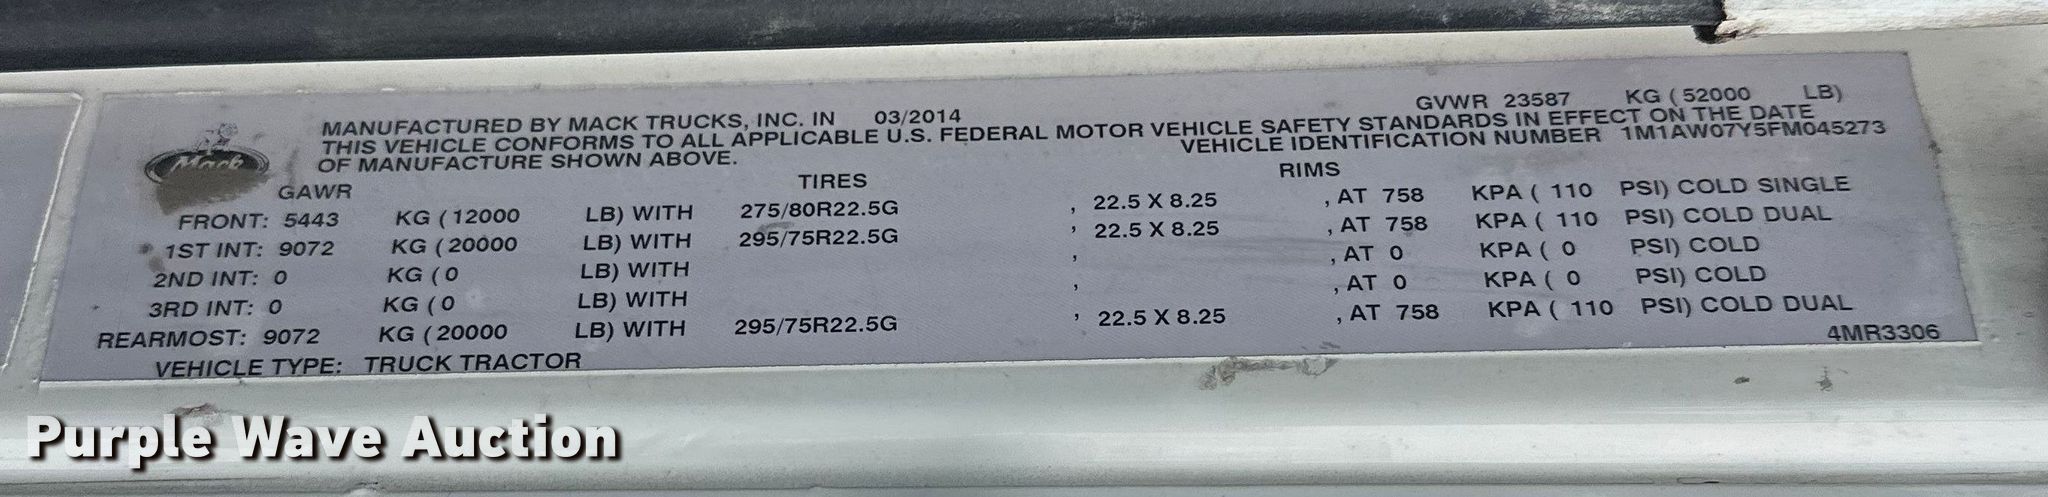 MANUFACTURED BY MACK TRUCKS, INC. IN 03/2014 GVWR 23587 KG ( 52000 LB)
THIS VEHICLE CONFORMS TO ALL APPLICABLE U.S. FEDERAL MOTOR VEHICLE SAFETY STANDARDS IN EFFECT ON THE DATE
OF MANUFACTURE SHOWN ABOVE. VEHICLE IDENTIFICATION NUMBER 1M1AW07Y5FM045273
Mack
GAWR TIRES RIMS
FRONT: 5443 KG ( 12000 LB) WITH 275/80R22.5G , 22.5 X 8.25 , AT 758 KPA ( 110 PSI) COLD SINGLE
1ST INT: 9072 KG ( 20000 LB) WITH 295/75R22.5G , 22.5 X 8.25 , AT 758 KPA ( 110 PSI) COLD DUAL
2ND INT: 0 KG ( 0 LB) WITH , , AT 0 KPA ( 0 PSI) COLD
3RD INT: 0 KG ( 0 LB) WITH , , AT 0 KPA ( 0 PSI) COLD
REARMOST: 9072 KG ( 20000 LB) WITH 295/75R22.5G , 22.5 X 8.25 , AT 758 KPA ( 110 PSI) COLD DUAL
VEHICLE TYPE: TRUCK TRACTOR 4MR3306
Purple Wave Auction